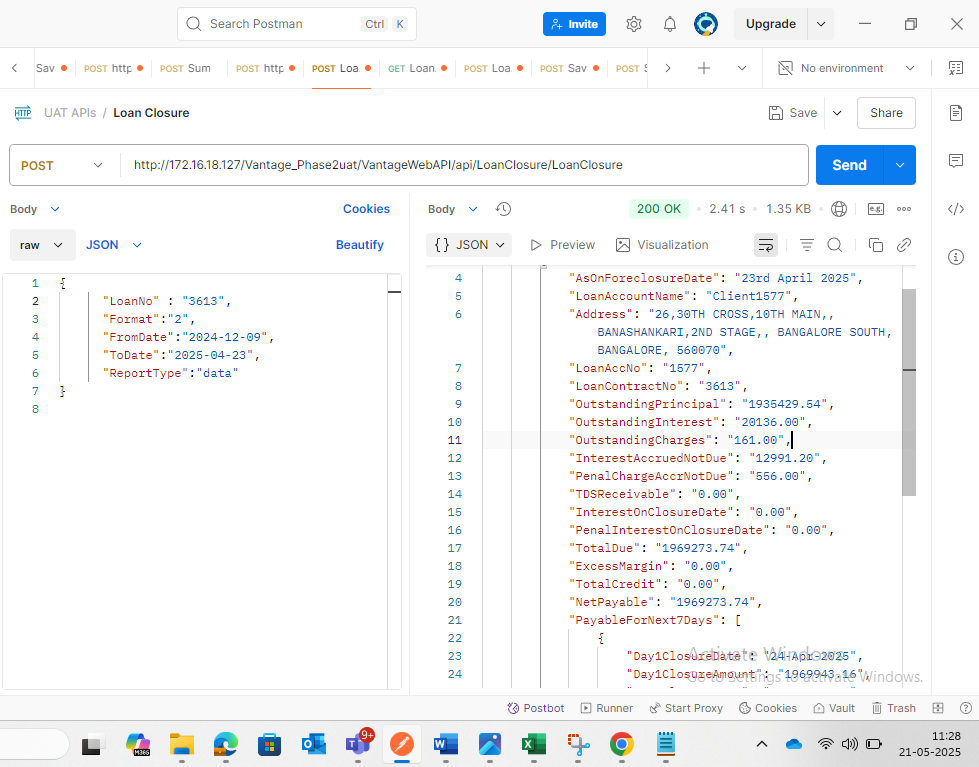 Search Postman Ctrl K Invite Upgrade
Sav POST http POST Sum POST http POST Loa. GET Loan. POST Loa. POST Sav POST S No environment
HTTP UAT APIs / Loan Closure Save Share
POST http://172.16.18.127/Vantage_Phase2uat/VantageWebAPI/api/LoanClosure/LoanClosure Send
Body Cookies
raw JSON Beautify
1 {
2 "LoanNo" : "3613",
3 "Format":"2",
4 "FromDate":"2024-12-09",
5 "ToDate":"2025-04-23",
6 "ReportType":"data"
7 }
8
Body 200 OK • 2.41 s • 1.35 KB • e.g.
{} JSON Preview Visualization
4 "AsOnForeclosureDate": "23rd April 2025",
5 "LoanAccountName": "Client1577",
6 "Address": "26,30TH CROSS,10TH MAIN,,
BANASHANKARI,2ND STAGE,, BANGALORE SOUTH,
BANGALORE, 560070",
7 "LoanAccNo": "1577",
8 "LoanContractNo": "3613",
9 "OutstandingPrincipal": "1935429.54",
10 "OutstandingInterest": "20136.00",
11 "OutstandingCharges": "161.00",
12 "InterestAccruedNotDue": "12991.20",
13 "PenalChargeAccrNotDue": "556.00",
14 "TDSReceivable": "0.00",
15 "InterestOnClosureDate": "0.00",
16 "PenalInterestOnClosureDate": "0.00",
17 "TotalDue": "1969273.74",
18 "ExcessMargin": "0.00",
19 "TotalCredit": "0.00",
20 "NetPayable": "1969273.74",
21 "PayableForNext7Days": [
22 {
23 "Day1ClosureDate": "24-Apr-2025",
24 "Day1ClosureAmount": "1969943.16",
Activate Windows
Go to Settings to activate Windows.
Postbot Runner Start Proxy Cookies Vault Trash
M365 9+
11:28
21-05-2025